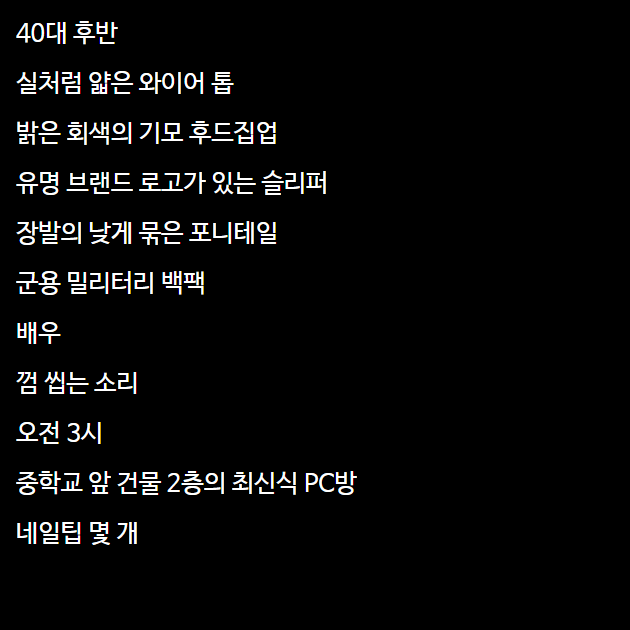 40대 후반
실처럼 얇은 와이어 톱
밝은 회색의 기모 후드집업
유명 브랜드 로고가 있는 슬리퍼
장발의 낮게 묶은 포니테일
군용 밀리터리 백팩
배우
껌 씹는 소리
오전 3시
중학교 앞 건물 2층의 최신식 PC방
네일팁 몇 개